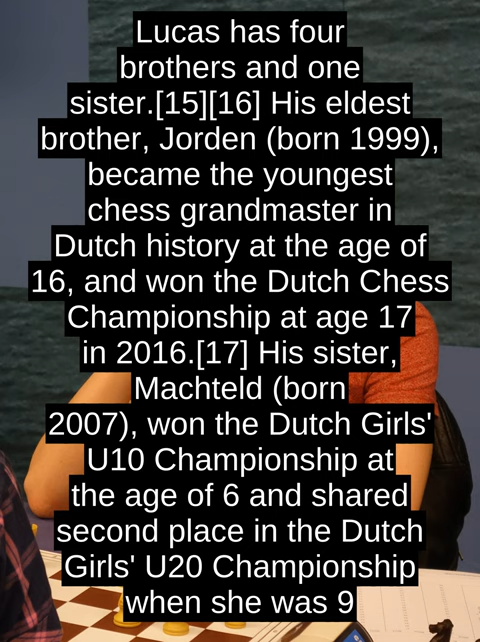 Lucas has four
brothers and one
sister.[15][16] His eldest
brother, Jorden (born 1999),
became the youngest
chess grandmaster in
Dutch history at the age of
16, and won the Dutch Chess
Championship at age 17
in 2016.[17] His sister,
Machteld (born
2007), won the Dutch Girls'
U10 Championship at
the age of 6 and shared
second place in the Dutch
Girls' U20 Championship
when she was 9